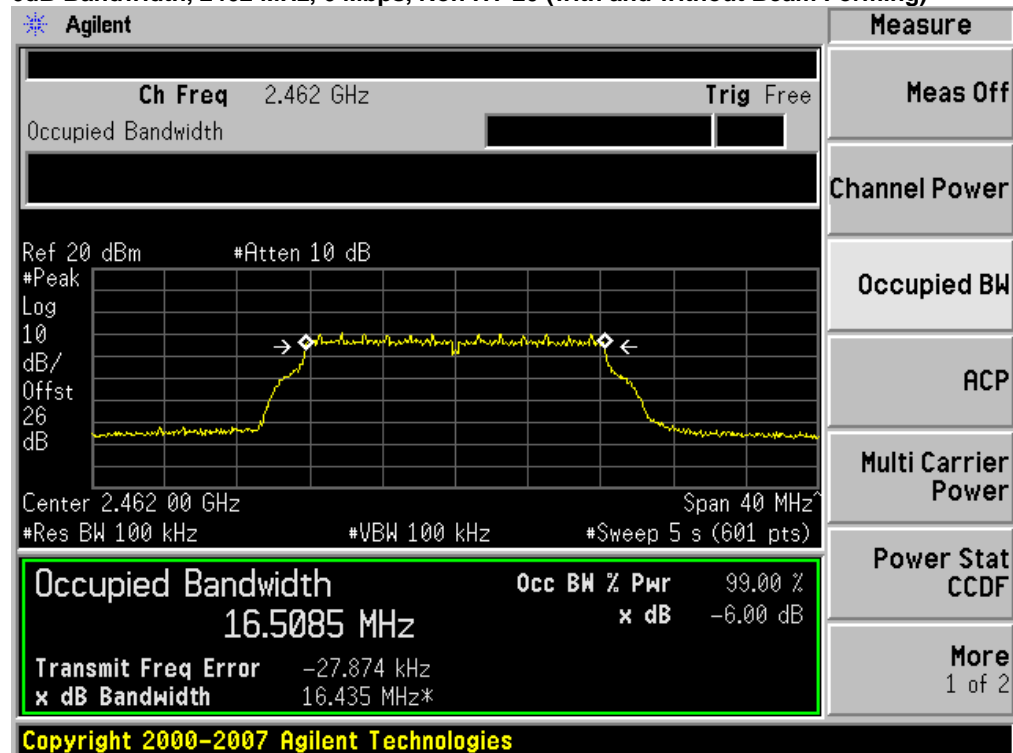 Agilent
Measure
Ch Freq 2.462 GHz Trig Free
Occupied Bandwidth
Meas Off
Channel Power
Occupied BW
ACP
Multi Carrier
Power
Power Stat
CCDF
More
1 of 2
Ref 20 dBm #Atten 10 dB
#Peak
Log
10
dB/
Offst
26
dB
Center 2.462 00 GHz Span 40 MHz^
#Res BW 100 kHz #VBW 100 kHz #Sweep 5 s (601 pts)
Occupied Bandwidth Occ BW % Pwr 99.00 %
16.5085 MHz x dB -6.00 dB
Transmit Freq Error -27.874 kHz
x dB Bandwidth 16.435 MHz*
Copyright 2000-2007 Agilent Technologies